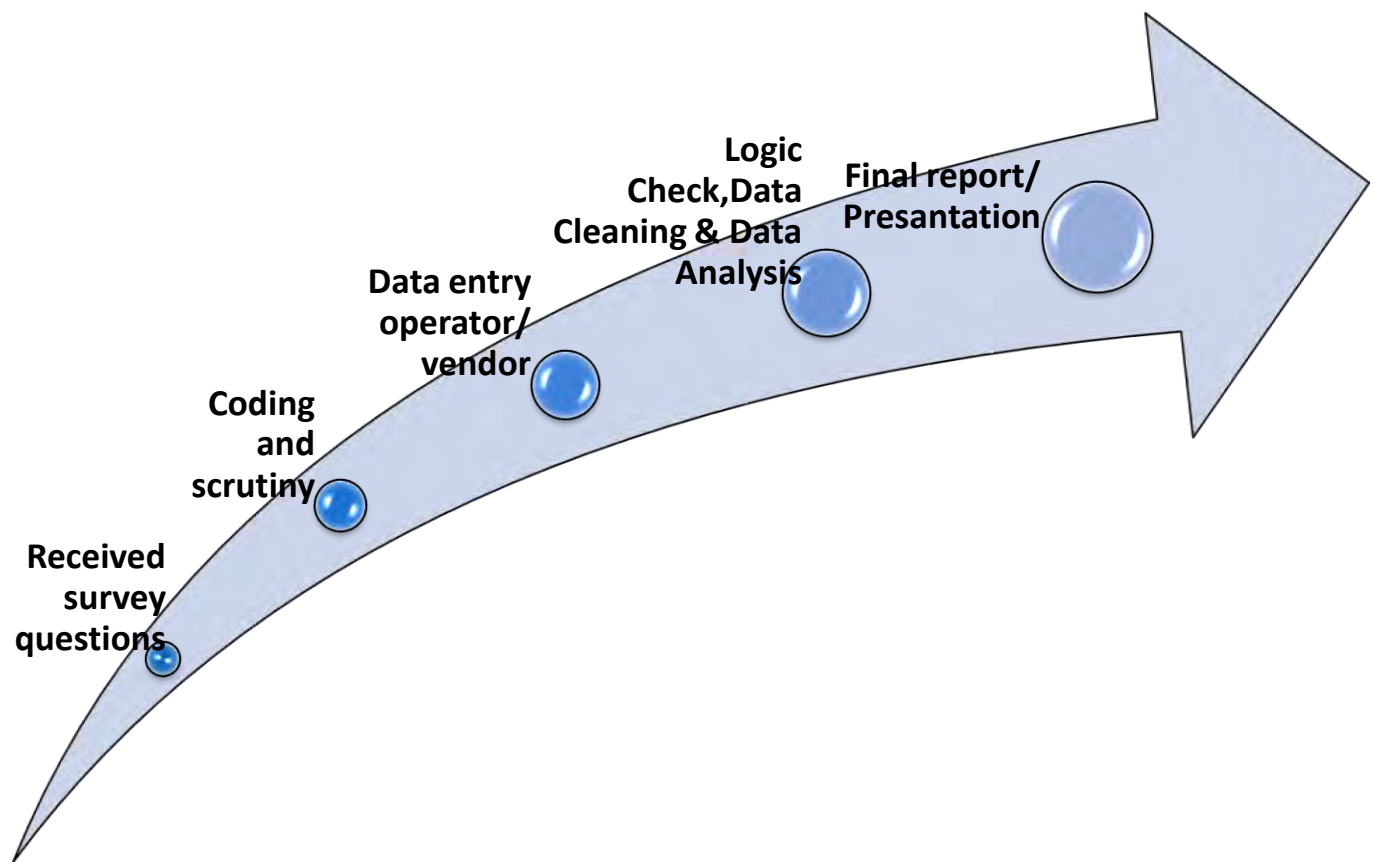 Received
survey
questions
Coding
and
scrutiny
Data entry
operator/
vendor
Logic
Check,Data
Cleaning & Data
Analysis
Final report/
Presantation